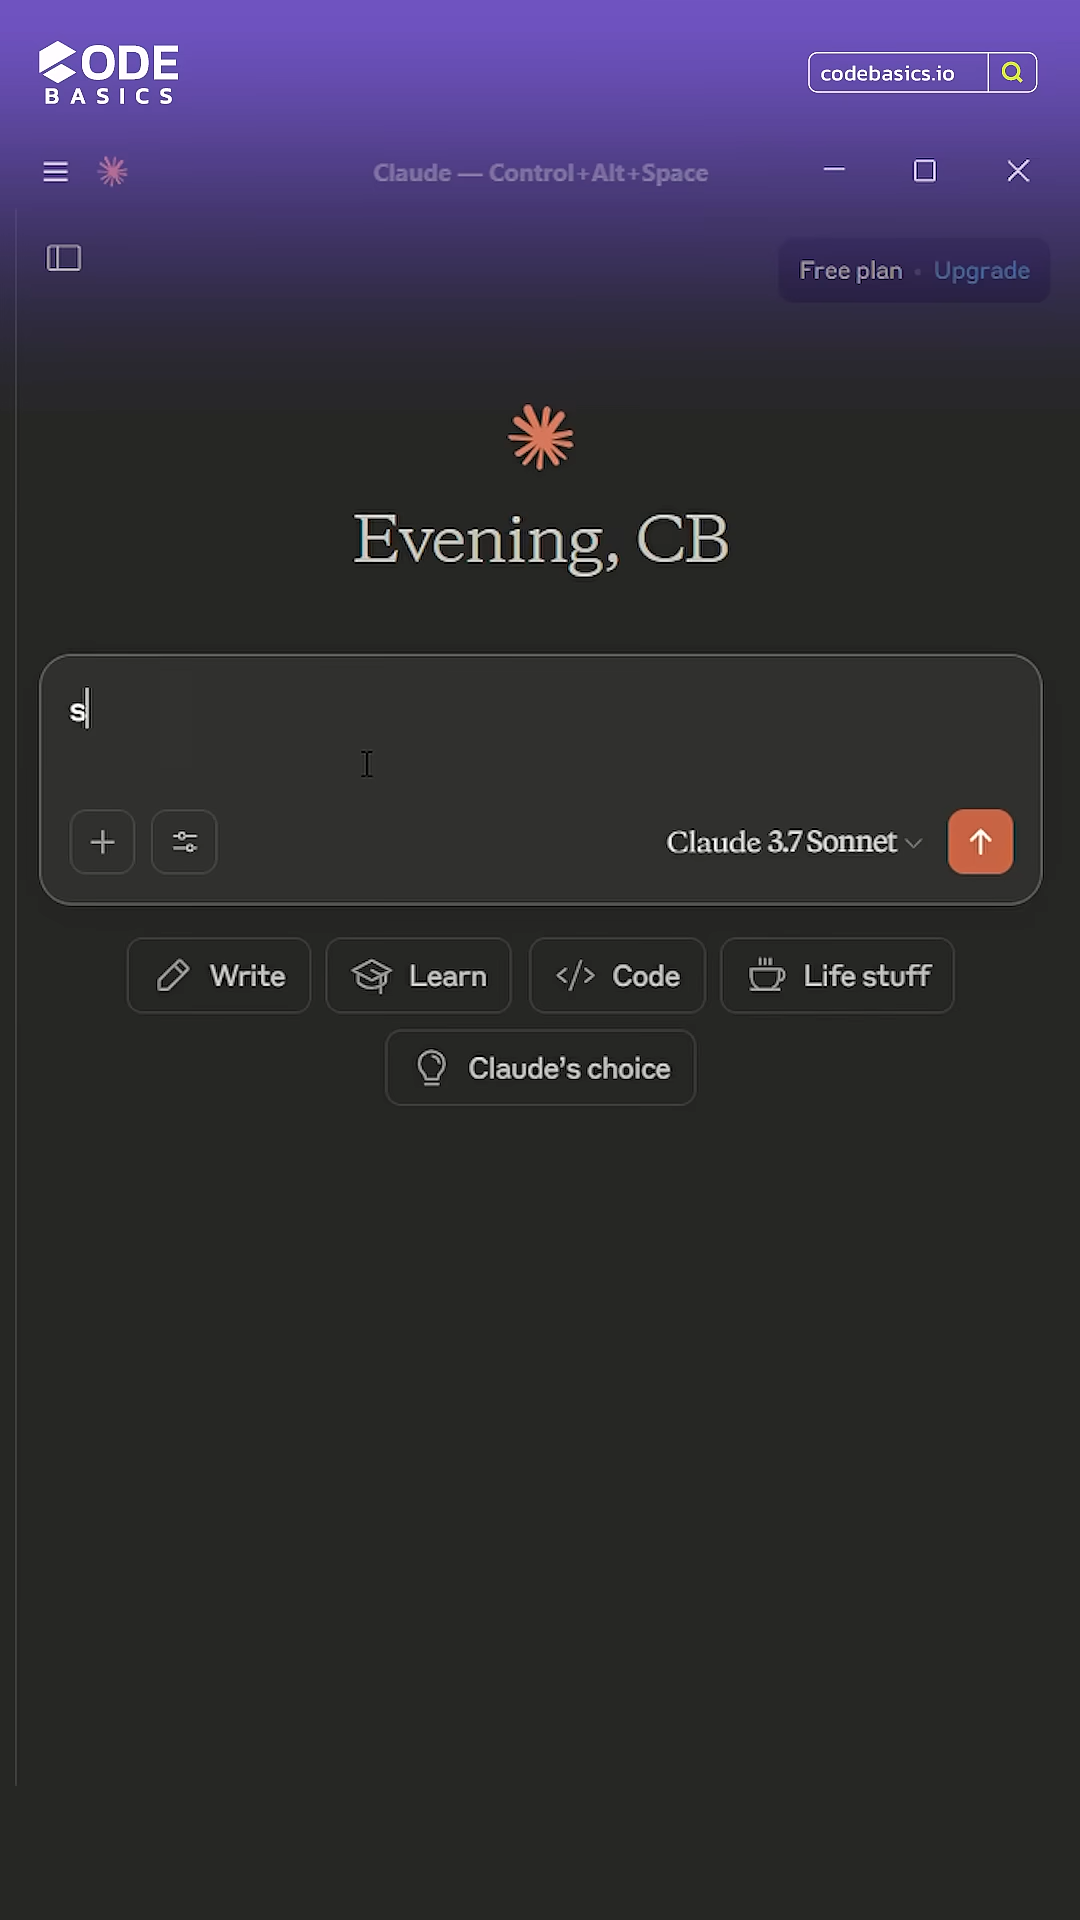 CODE
BASICS
codebasics.io
Claude — Control+Alt+Space
Free plan • Upgrade
Evening, CB
s
Claude 3.7 Sonnet
Write
Learn
</> Code
Life stuff
Claude's choice